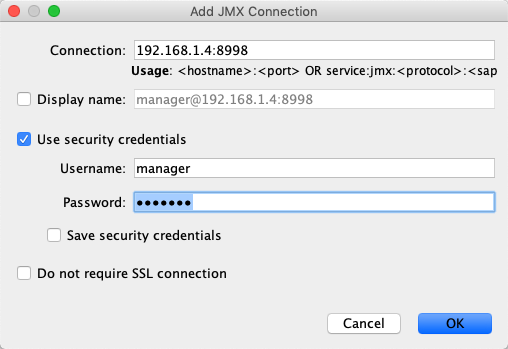 Add JMX Connection
Connection: 192.168.1.4:8998
Usage: <hostname>:<port> OR service:jmx:<protocol>:<sap
Display name: manager@192.168.1.4:8998
Use security credentials
Username: manager
Password: •••••••
Save security credentials
Do not require SSL connection
Cancel OK